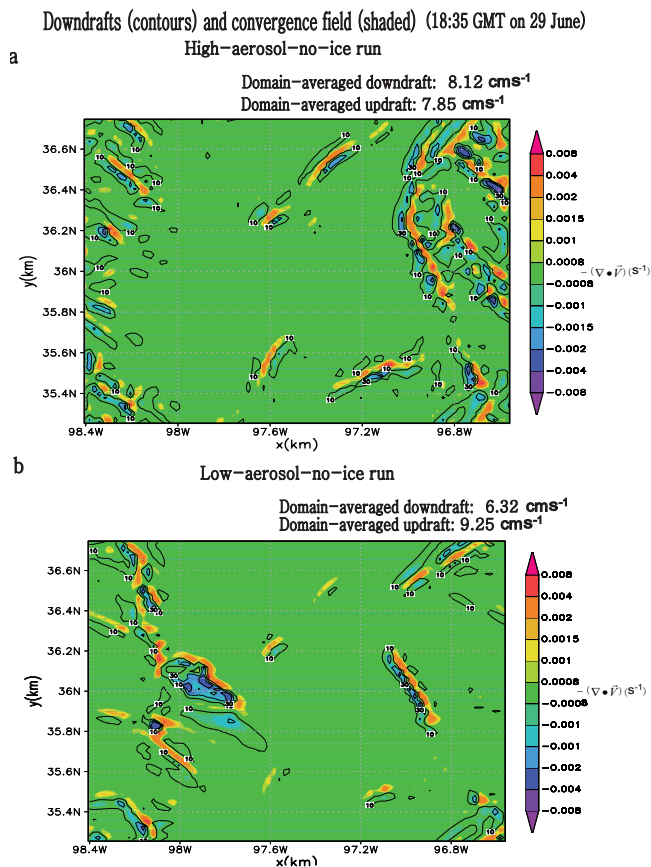 Downdrafts (contours) and convergence field (shaded) (18:35 GMT on 29 June)
High-aerosol-no-ice run
a
Domain-averaged downdraft: 8.12 cms-1
Domain-averaged updraft: 7.85 cms-1
36.6N
36.4N
36.2N
36N
35.8N
35.6N
35.4N
y(km)
98.4W 98W 97.6W 97.2W 96.8W
x(km)
0.008
0.004
0.002
0.0015
0.001
0.0008
-0.0008
-0.001
-0.0015
-0.002
-0.004
-0.008
-(∇•V⃗)(S-1)
b
Low-aerosol-no-ice run
Domain-averaged downdraft: 6.32 cms-1
Domain-averaged updraft: 9.25 cms-1
36.6N
36.4N
36.2N
36N
35.8N
35.6N
35.4N
y(km)
98.4W 98W 97.6W 97.2W 96.8W
x(km)
0.008
0.004
0.002
0.0015
0.001
0.0008
-0.0008
-0.001
-0.0015
-0.002
-0.004
-0.008
-(∇•V⃗)(S-1)